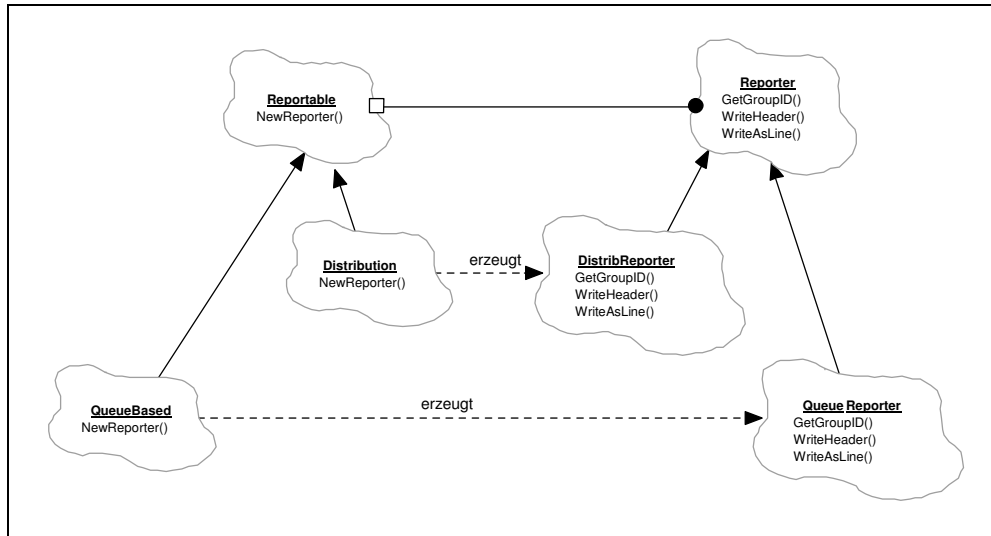 Reportable
NewReporter()
Reporter
GetGroupID()
WriteHeader()
WriteAsLine()
Distribution
NewReporter()
erzeugt
DistribReporter
GetGroupID()
WriteHeader()
WriteAsLine()
QueueBased
NewReporter()
erzeugt
Queue Reporter
GetGroupID()
WriteHeader()
WriteAsLine()